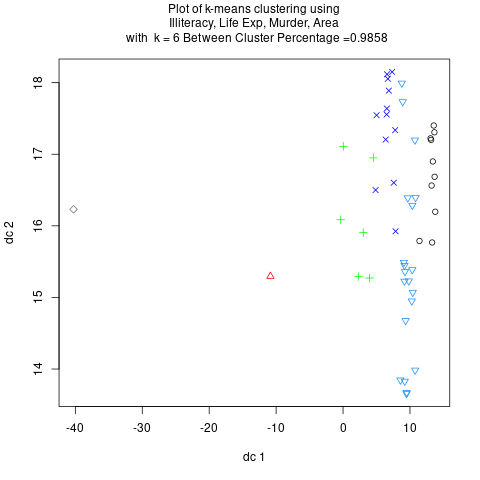 Plot of k-means clustering using
Illiteracy, Life Exp, Murder, Area
with k = 6 Between Cluster Percentage =0.9858
18
17
16
15
14
dc 2
-40
-30
-20
-10
0
10
dc 1